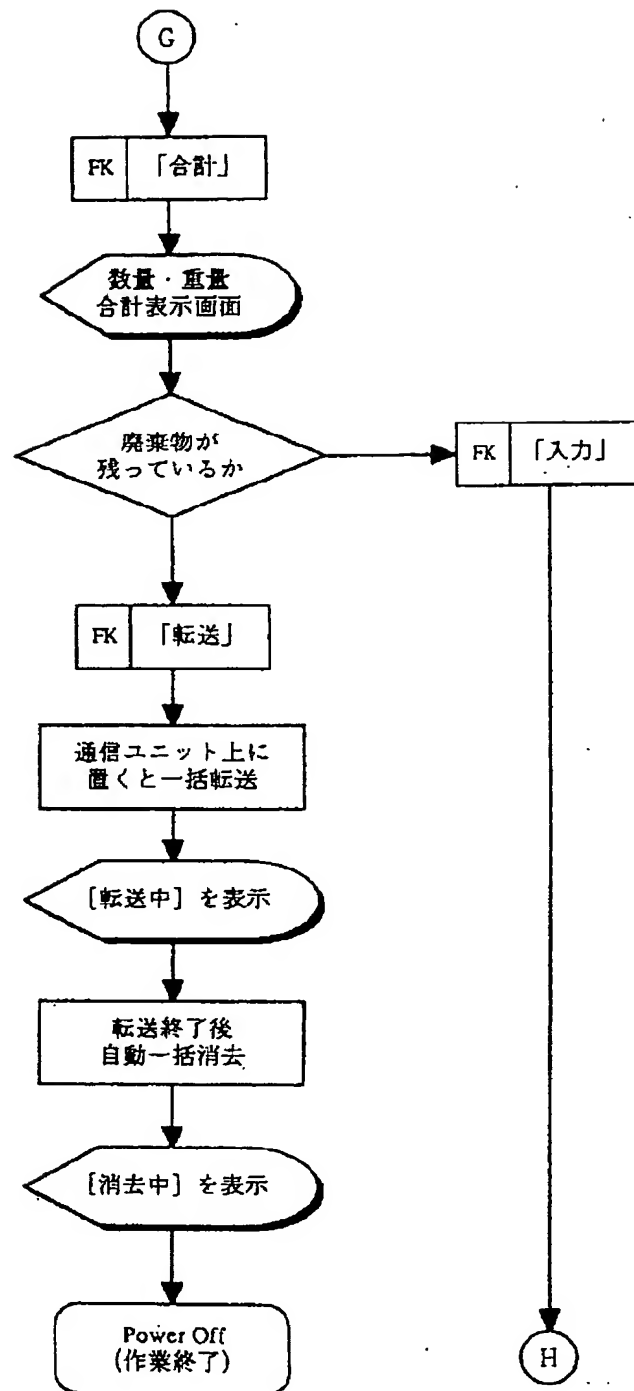 G
FK 「合計」
数量・重量
合計表示画面
廃棄物が
残っているか
FK 「入力」
FK 「転送」
通信ユニット上に
置くと一括転送
[転送中] を表示
転送終了後
自動一括消去
[消去中] を表示
Power Off
(作業終了)
H